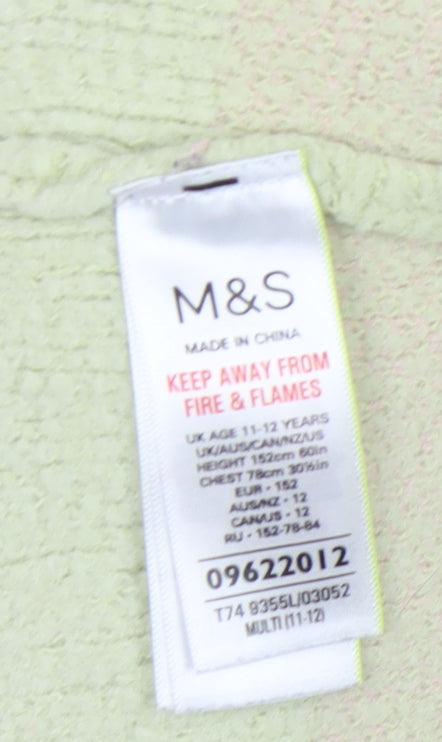 M&S
MADE IN CHINA
KEEP AWAY FROM
FIRE & FLAMES
UK AGE 11-12 YEARS
UK/AUS/CAN/NZ/US
HEIGHT 152cm 60in
CHEST 78cm 30½in
EUR - 152
AUS/NZ - 12
CAN/US - 12
RU - 152-78-84
09622012
T74 9355L/03052
MULTI (11-12)